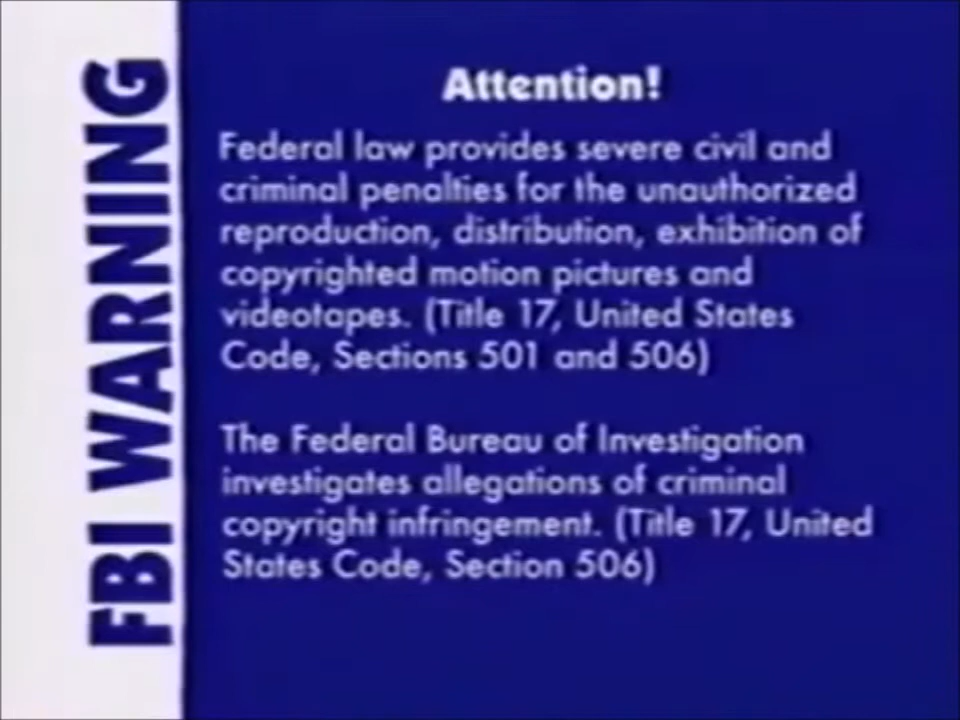 FBI WARNING
Attention!
Federal law provides severe civil and
criminal penalties for the unauthorized
reproduction, distribution, exhibition of
copyrighted motion pictures and
videotapes. (Title 17, United States
Code, Sections 501 and 506)
The Federal Bureau of Investigation
investigates allegations of criminal
copyright infringement. (Title 17, United
States Code, Section 506)